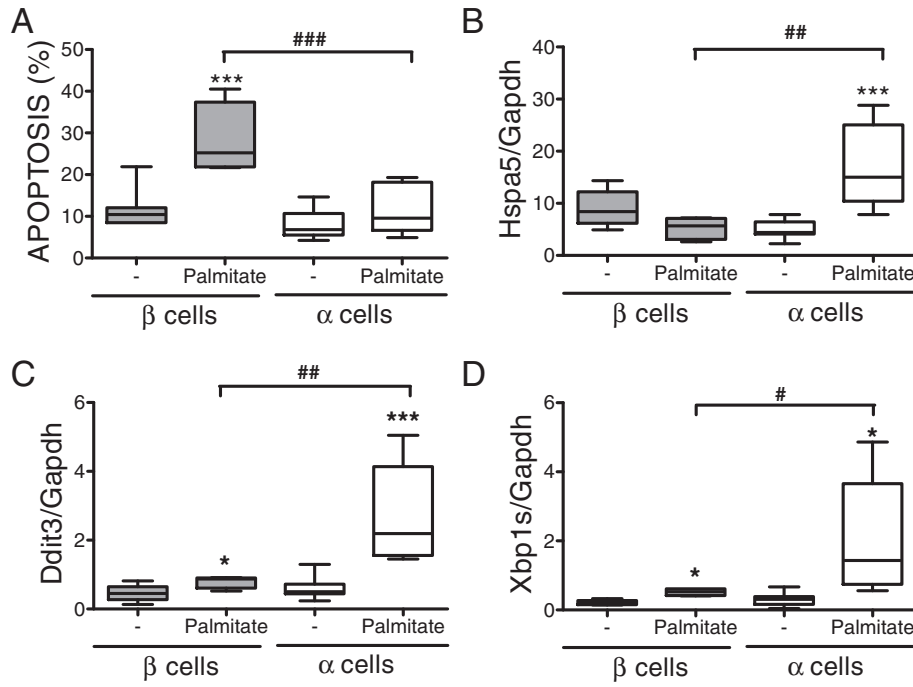 A
APOPTOSIS (%)
50
40
30
20
10
0
***
###
-
Palmitate
-
Palmitate
β cells
α cells
B
Hspa5/Gapdh
40
30
20
10
0
##
***
-
Palmitate
-
Palmitate
β cells
α cells
C
Ddit3/Gapdh
6
4
2
0
##
*
***
-
Palmitate
-
Palmitate
β cells
α cells
D
Xbp1s/Gapdh
6
4
2
0
#
*
*
-
Palmitate
-
Palmitate
β cells
α cells